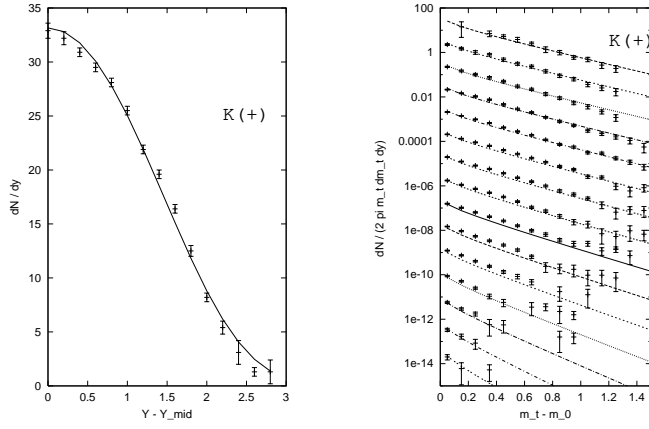 35
30
25
20
15
10
5
0
dN / dy
K(+)
0 0.5 1 1.5 2 2.5 3
Y - Y_mid
100
1
0.01
0.0001
1e-06
1e-08
1e-10
1e-12
1e-14
dN / (2 pi m_t dm_t dy)
K(+)
0 0.2 0.4 0.6 0.8 1 1.2 1.4
m_t - m_0